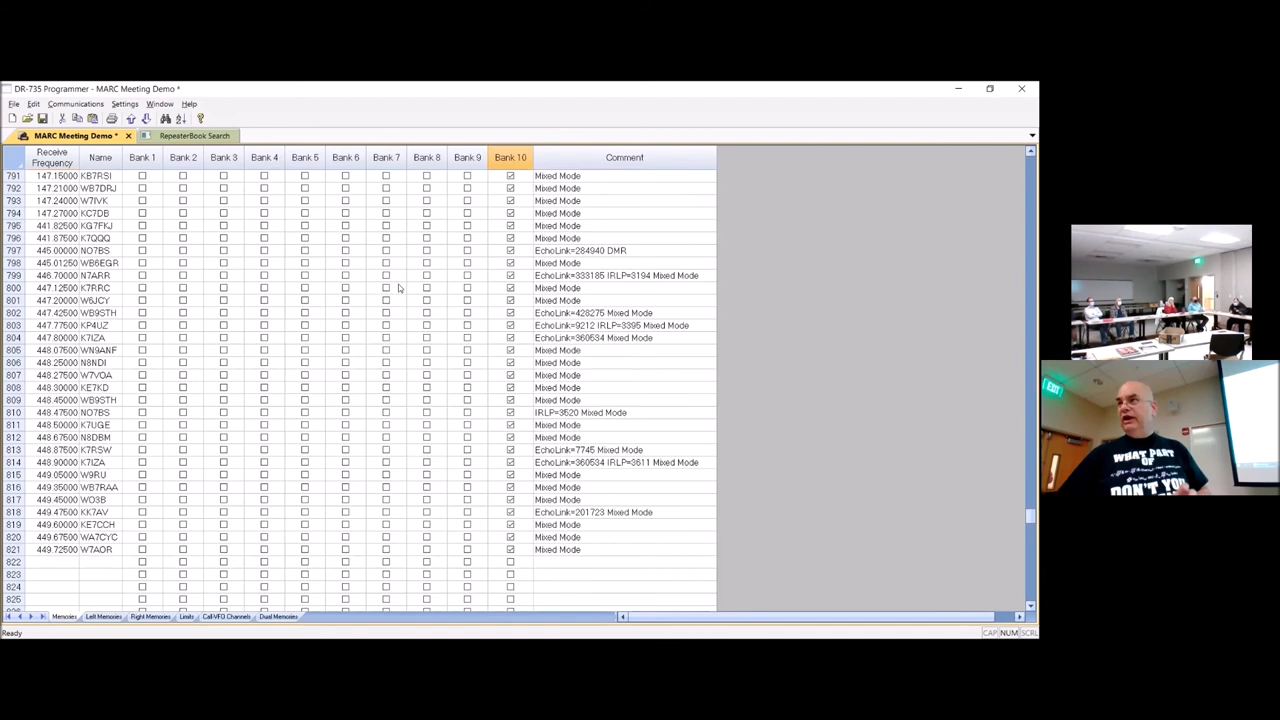 DR-735 Programmer - MARC Meeting Demo *
File Edit Communications Settings Window Help
MARC Meeting Demo * RepeaterBook Search
Receive Frequency Name Bank 1 Bank 2 Bank 3 Bank 4 Bank 5 Bank 6 Bank 7 Bank 8 Bank 9 Bank 10 Comment
791 147.15000 KB7RSI Mixed Mode
792 147.21000 WB7DRJ Mixed Mode
793 147.24000 W7IVK Mixed Mode
794 147.27000 KC7DB Mixed Mode
795 441.82500 KG7FKJ Mixed Mode
796 441.87500 K7QQQ Mixed Mode
797 445.00000 NO7BS EchoLink=284940 DMR
798 445.01250 WB6EGR Mixed Mode
799 446.70000 N7ARR EchoLink=333185 IRLP=3194 Mixed Mode
800 447.12500 K7RRC Mixed Mode
801 447.20000 W6JCY Mixed Mode
802 447.42500 WB9STH EchoLink=428275 Mixed Mode
803 447.77500 KP4UZ EchoLink=9212 IRLP=3395 Mixed Mode
804 447.80000 K7IZA EchoLink=360534 Mixed Mode
805 448.07500 WN9ANF Mixed Mode
806 448.25000 N8NDI Mixed Mode
807 448.27500 W7VOA Mixed Mode
808 448.30000 KE7KD Mixed Mode
809 448.45000 WB9STH Mixed Mode
810 448.47500 NO7BS IRLP=3520 Mixed Mode
811 448.50000 K7UGE Mixed Mode
812 448.67500 N8DBM Mixed Mode
813 448.87500 K7RSW EchoLink=7745 Mixed Mode
814 448.90000 K7IZA EchoLink=360534 IRLP=3611 Mixed Mode
815 449.05000 W9RU Mixed Mode
816 449.35000 WB7RAA Mixed Mode
817 449.45000 WO3B Mixed Mode
818 449.47500 KK7AV EchoLink=201723 Mixed Mode
819 449.60000 KE7CCH Mixed Mode
820 449.67500 WA7CYC Mixed Mode
821 449.72500 W7AOR Mixed Mode
822
823
824
825
Memories Left Memories Right Memories Limits Call-VFO Channels Dual Memories
Ready CAP NUM SCRL
WHAT PART
OF
DON'T YOU